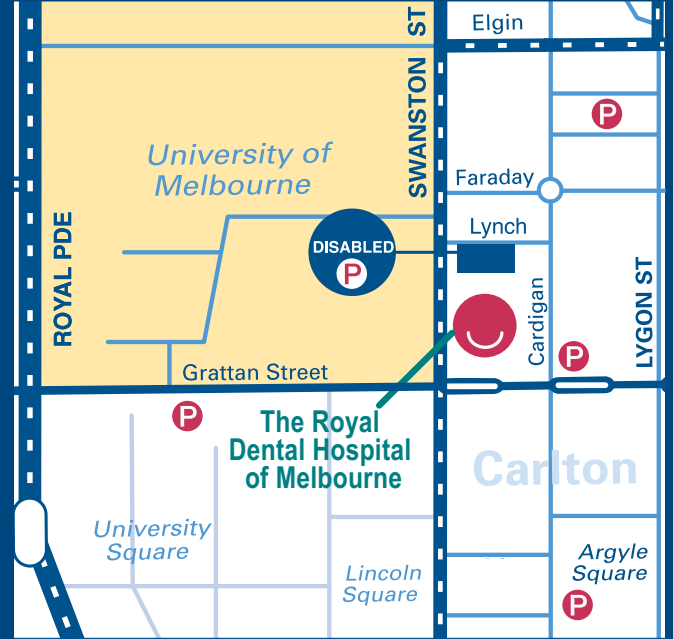 ST
Elgin
SWANSTON
P
University of
Melbourne
Faraday
ROYAL PDE
Lynch
DISABLED
P
Cardigan
LYGON ST
P
Grattan Street
P
The Royal
Dental Hospital
of Melbourne
Carlton
University
Square
Argyle
Square
Lincoln
Square
P